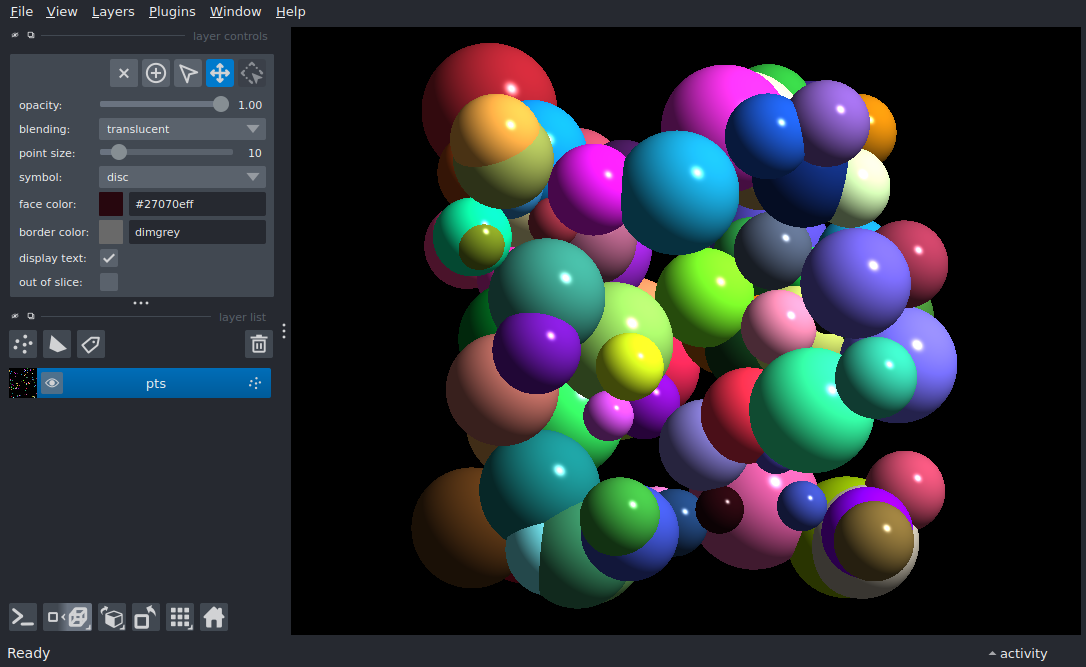 File View Layers Plugins Window Help
layer controls
opacity: 1.00
blending: translucent
point size: 10
symbol: disc
face color: #27070eff
border color: dimgrey
display text:
out of slice:
layer list
pts
Ready activity